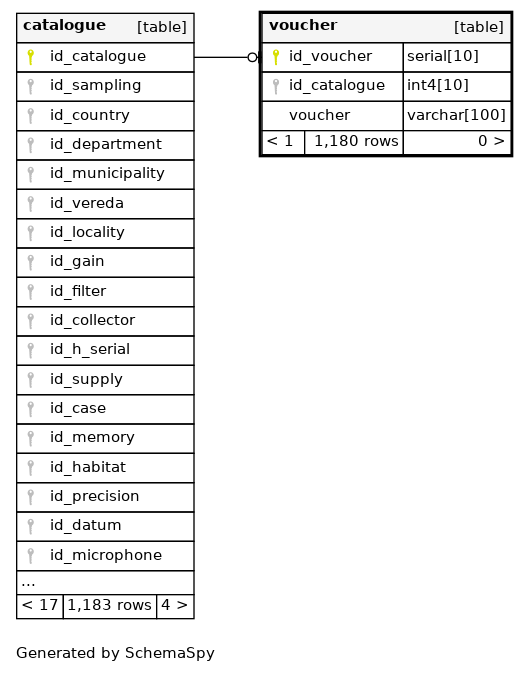 catalogue [table]
id_catalogue
id_sampling
id_country
id_department
id_municipality
id_vereda
id_locality
id_gain
id_filter
id_collector
id_h_serial
id_supply
id_case
id_memory
id_habitat
id_precision
id_datum
id_microphone
...
< 17 1,183 rows 4 >
voucher [table]
id_voucher serial[10]
id_catalogue int4[10]
voucher varchar[100]
< 1 1,180 rows 0 >
Generated by SchemaSpy